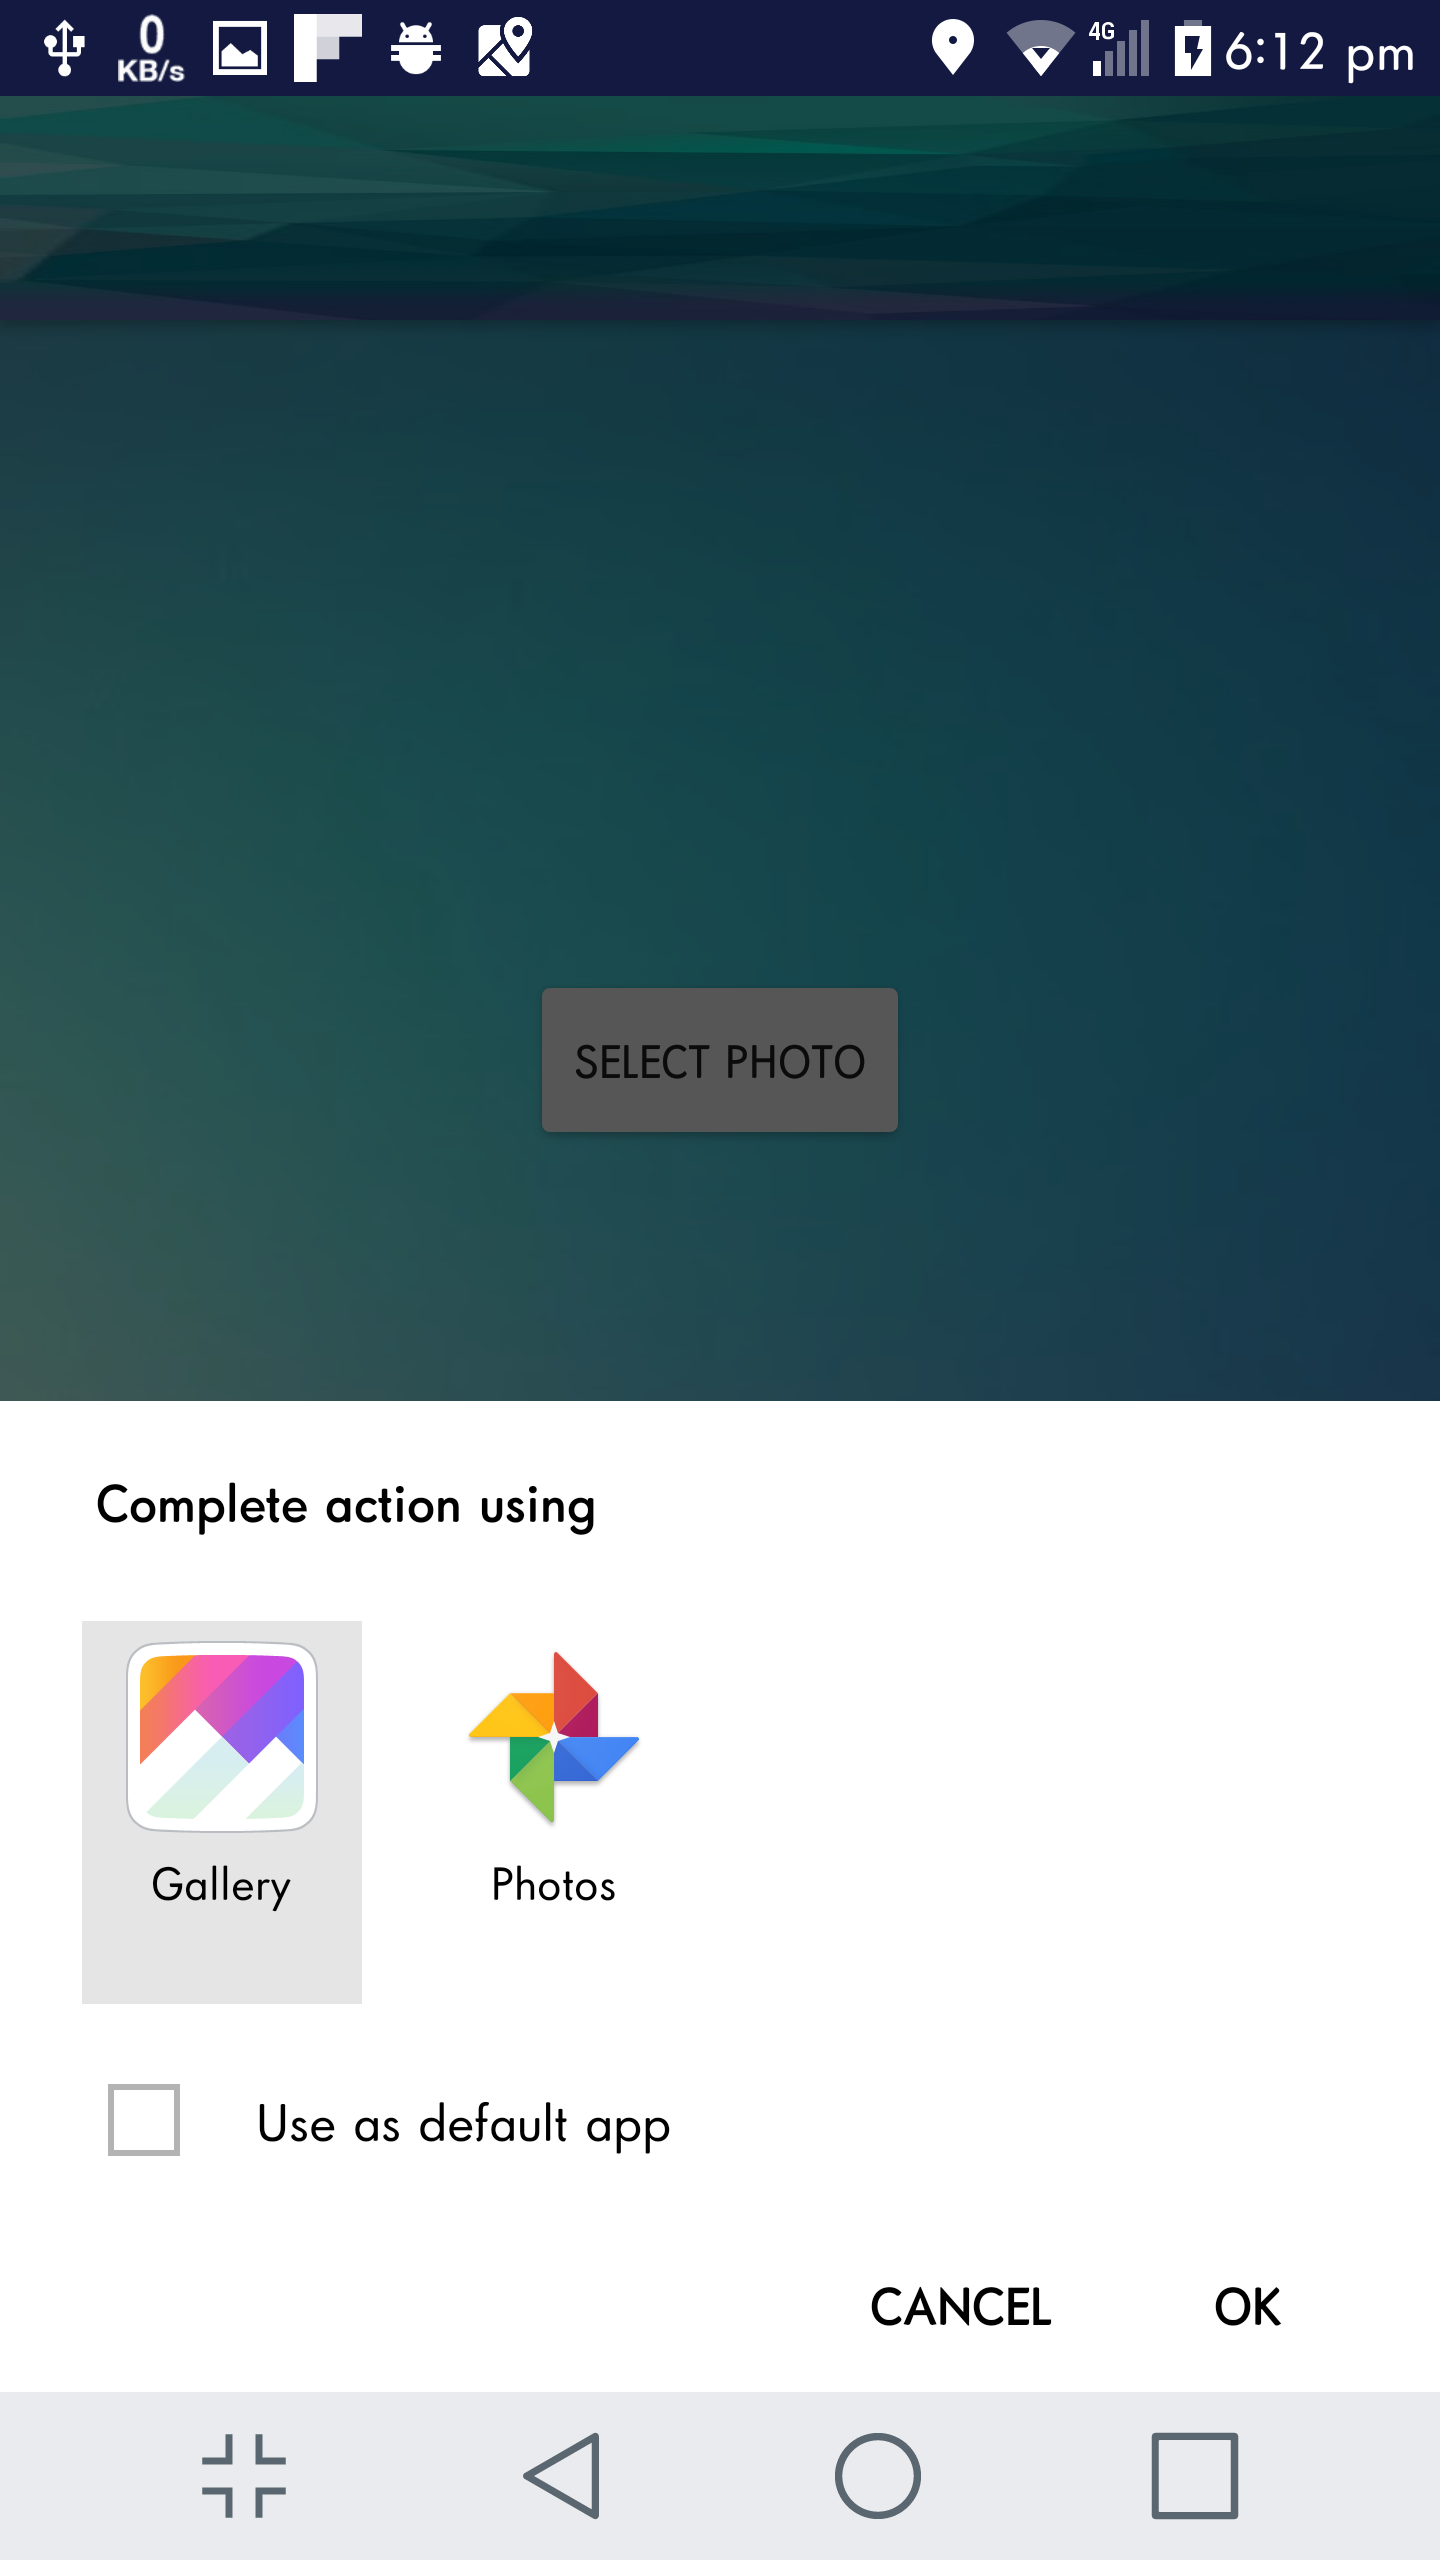 0
KB/s
4G
6:12 pm
SELECT PHOTO
Complete action using
Gallery
Photos
Use as default app
CANCEL
OK